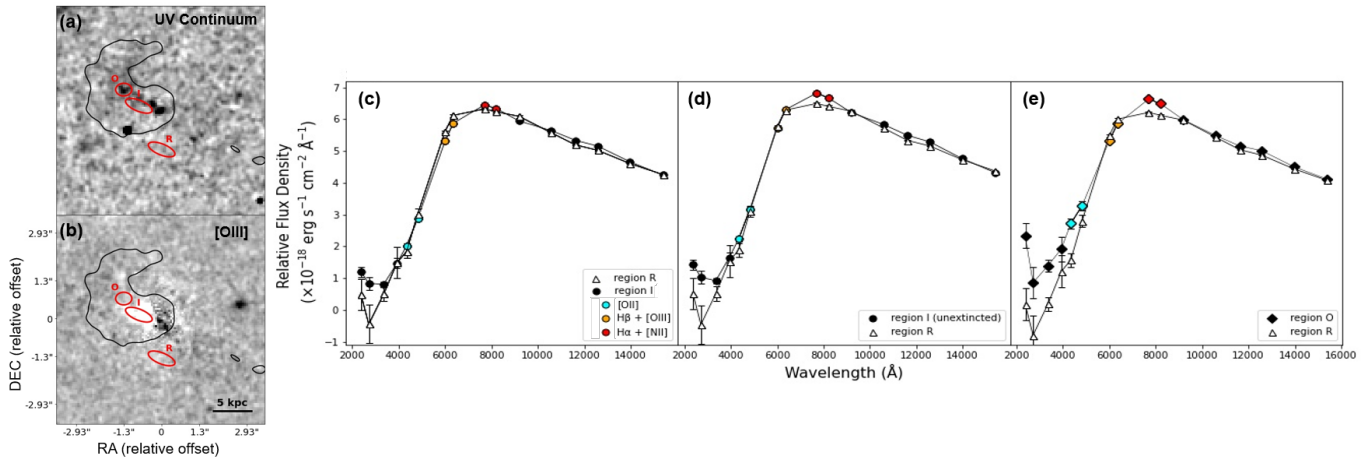 (a)
UV Continuum
O
I
R
(b)
[OIII]
O
I
R
5 kpc
2.93"
1.3"
0
-1.3"
-2.93"
-2.93"
-1.3"
0
1.3"
2.93"
DEC (relative offset)
RA (relative offset)
Relative Flux Density
(×10⁻¹⁸ erg s⁻¹ cm⁻² Å⁻¹)
7
6
5
4
3
2
1
0
−1
(c)
region R
region I
[OII]
Hβ + [OIII]
Hα + [NII]
2000 4000 6000 8000 10000 12000 14000
(d)
region I (unextincted)
region R
2000 4000 6000 8000 10000 12000 14000
(e)
region O
region R
2000 4000 6000 8000 10000 12000 14000 16000
Wavelength (Å)